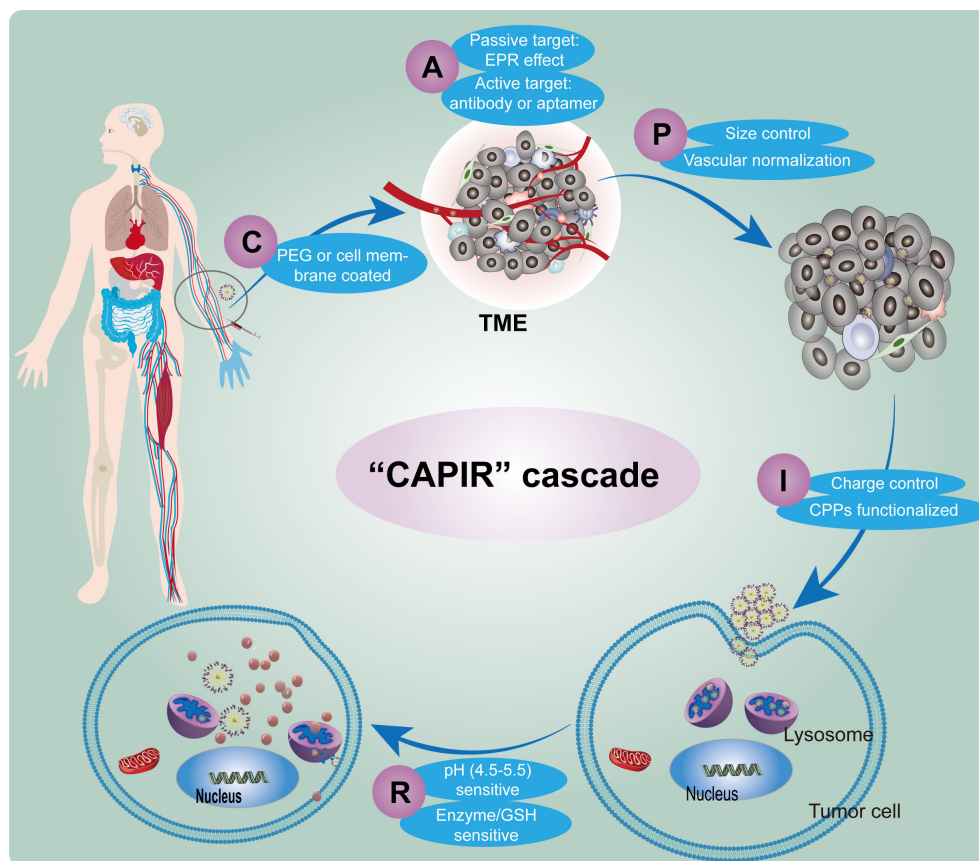 A
Passive target:
EPR effect
Active target:
antibody or aptamer
P
Size control
Vascular normalization
C
PEG or cell mem-
brane coated
TME
“CAPIR” cascade
I
Charge control
CPPs functionalized
Lysosome
Nucleus
Tumor cell
R
pH (4.5-5.5)
sensitive
Enzyme/GSH
sensitive
Nucleus